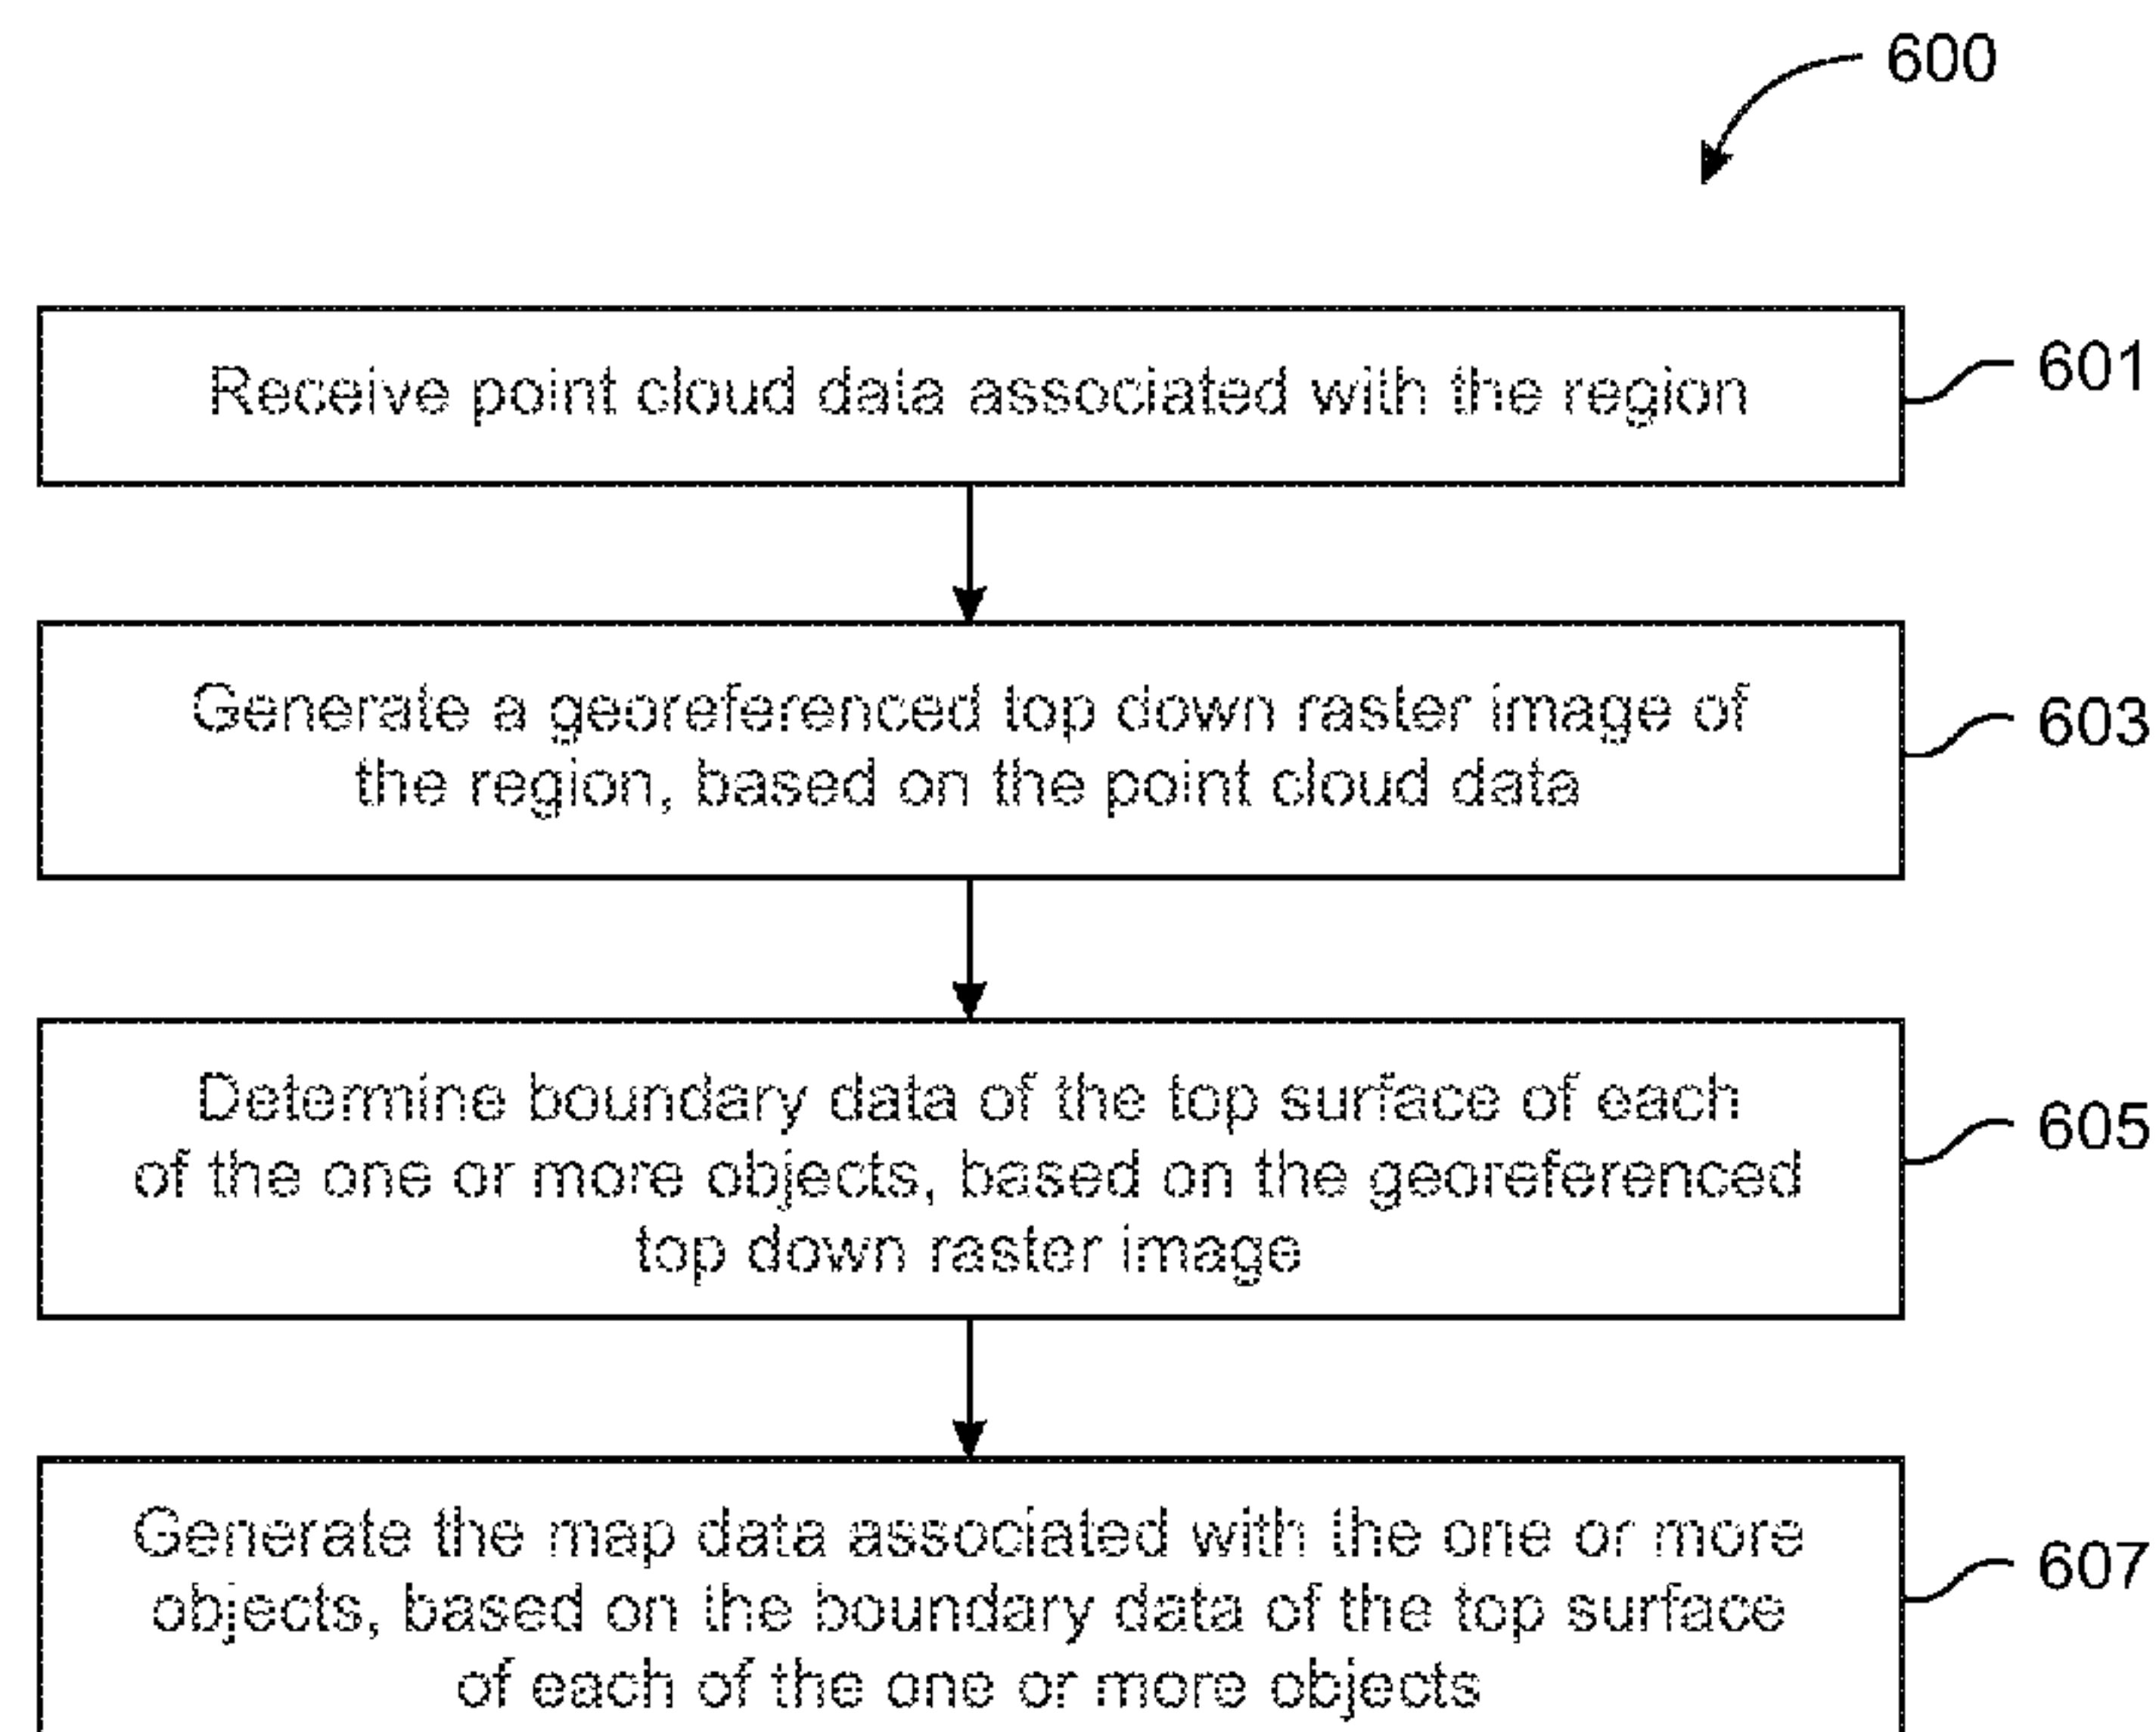 600
Receive point cloud data associated with the region
601
Generate a georeferenced top down raster image of
the region, based on the point cloud data
603
Determine boundary data of the top surface of each
of the one or more objects, based on the georeferenced
top down raster image
605
Generate the map data associated with the one or more
objects, based on the boundary data of the top surface
of each of the one or more objects
607